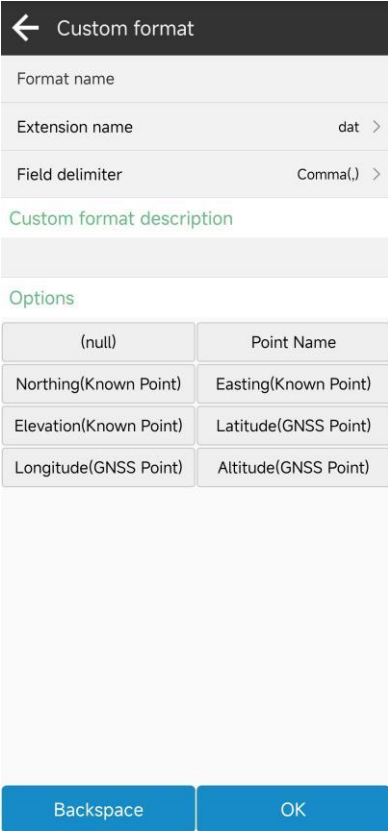 Custom format
Format name
Extension name dat >
Field delimiter Comma(,) >
Custom format description
Options
(null) Point Name
Northing(Known Point) Easting(Known Point)
Elevation(Known Point) Latitude(GNSS Point)
Longitude(GNSS Point) Altitude(GNSS Point)
Backspace OK